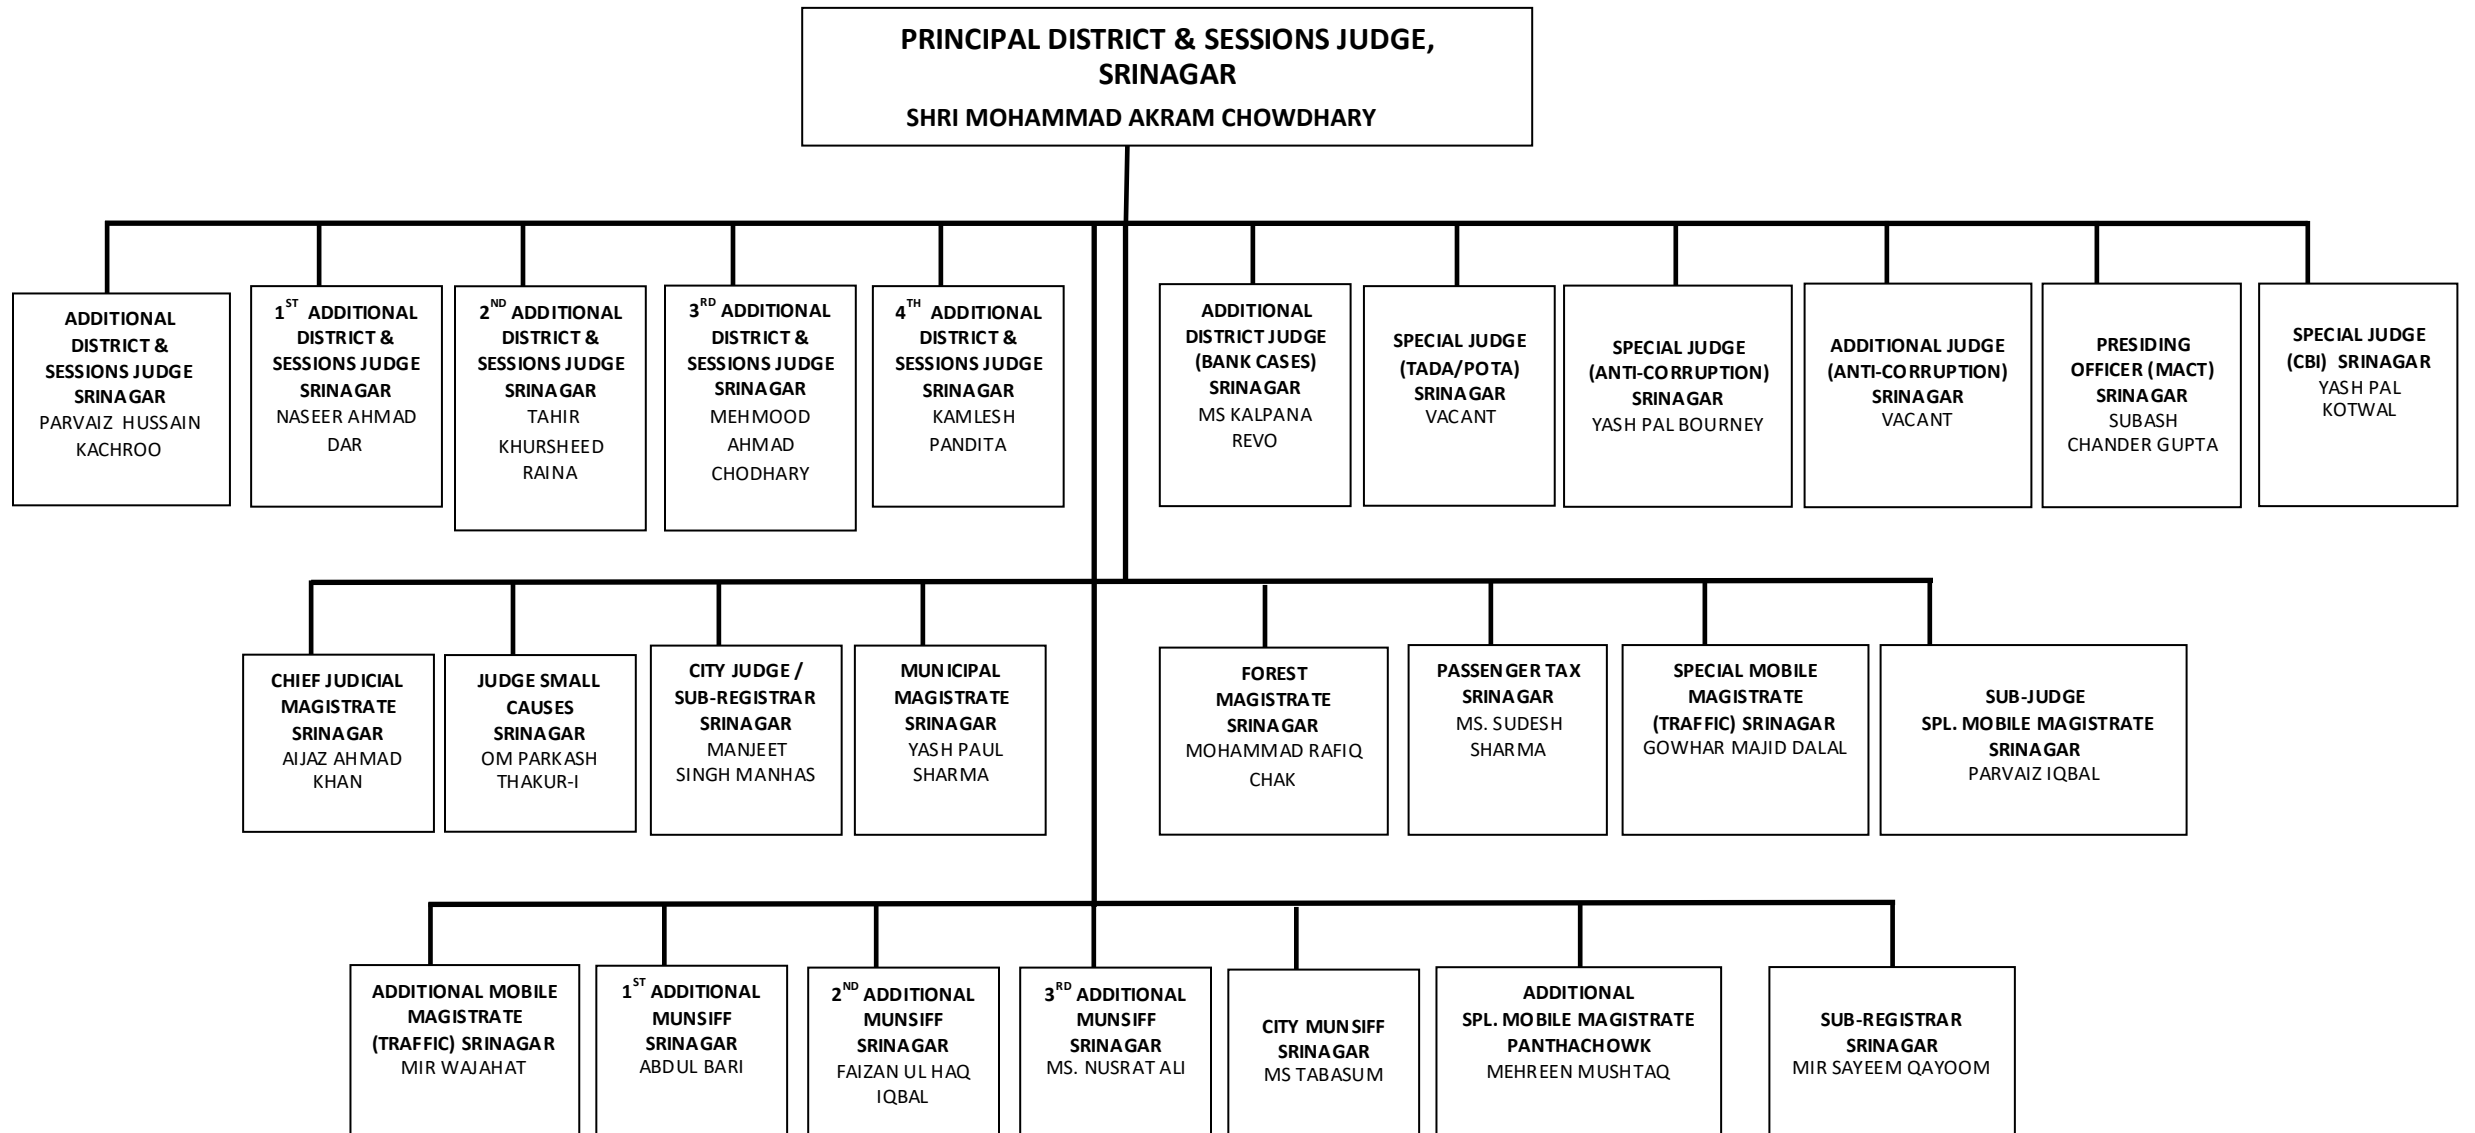 PRINCIPAL DISTRICT & SESSIONS JUDGE,
SRINAGAR
SHRI MOHAMMAD AKRAM CHOWDHARY
ADDITIONAL
DISTRICT &
SESSIONS JUDGE
SRINAGAR
PARVAIZ HUSSAIN
KACHROO
1ST ADDITIONAL
DISTRICT &
SESSIONS JUDGE
SRINAGAR
NASEER AHMAD
DAR
2ND ADDITIONAL
DISTRICT &
SESSIONS JUDGE
SRINAGAR
TAHIR
KHURSHEED
RAINA
3RD ADDITIONAL
DISTRICT &
SESSIONS JUDGE
SRINAGAR
MEHMOOD
AHMAD
CHODHARY
4TH ADDITIONAL
DISTRICT &
SESSIONS JUDGE
SRINAGAR
KAMLESH
PANDITA
ADDITIONAL
DISTRICT JUDGE
(BANK CASES)
SRINAGAR
MS KALPANA
REVO
SPECIAL JUDGE
(TADA/POTA)
SRINAGAR
VACANT
SPECIAL JUDGE
(ANTI-CORRUPTION)
SRINAGAR
YASH PAL BOURNEY
ADDITIONAL JUDGE
(ANTI-CORRUPTION)
SRINAGAR
VACANT
PRESIDING
OFFICER (MACT)
SRINAGAR
SUBASH
CHANDER GUPTA
SPECIAL JUDGE
(CBI) SRINAGAR
YASH PAL
KOTWAL
CHIEF JUDICIAL
MAGISTRATE
SRINAGAR
AIJAZ AHMAD
KHAN
JUDGE SMALL
CAUSES
SRINAGAR
OM PARKASH
THAKUR-I
CITY JUDGE /
SUB-REGISTRAR
SRINAGAR
MANJEET
SINGH MANHAS
MUNICIPAL
MAGISTRATE
SRINAGAR
YASH PAUL
SHARMA
FOREST
MAGISTRATE
SRINAGAR
MOHAMMAD RAFIQ
CHAK
PASSENGER TAX
SRINAGAR
MS. SUDESH
SHARMA
SPECIAL MOBILE
MAGISTRATE
(TRAFFIC) SRINAGAR
GOWHAR MAJID DALAL
SUB-JUDGE
SPL. MOBILE MAGISTRATE
SRINAGAR
PARVAIZ IQBAL
ADDITIONAL MOBILE
MAGISTRATE
(TRAFFIC) SRINAGAR
MIR WAJAHAT
1ST ADDITIONAL
MUNSIFF
SRINAGAR
ABDUL BARI
2ND ADDITIONAL
MUNSIFF
SRINAGAR
FAIZAN UL HAQ
IQBAL
3RD ADDITIONAL
MUNSIFF
SRINAGAR
MS. NUSRAT ALI
CITY MUNSIFF
SRINAGAR
MS TABASUM
ADDITIONAL
SPL. MOBILE MAGISTRATE
PANTHACHOWK
MEHREEN MUSHTAQ
SUB-REGISTRAR
SRINAGAR
MIR SAYEEM QAYOOM